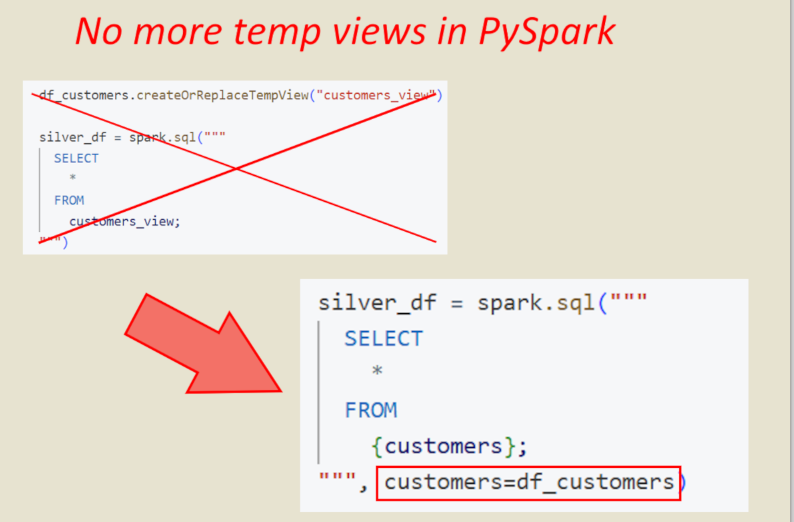 No more temp views in PySpark
df_customers.createOrReplaceTempView("customers_view")
silver_df = spark.sql("""
SELECT
*
FROM
customers_view;
""")
silver_df = spark.sql("""
SELECT
*
FROM
{customers};
""", customers=df_customers)